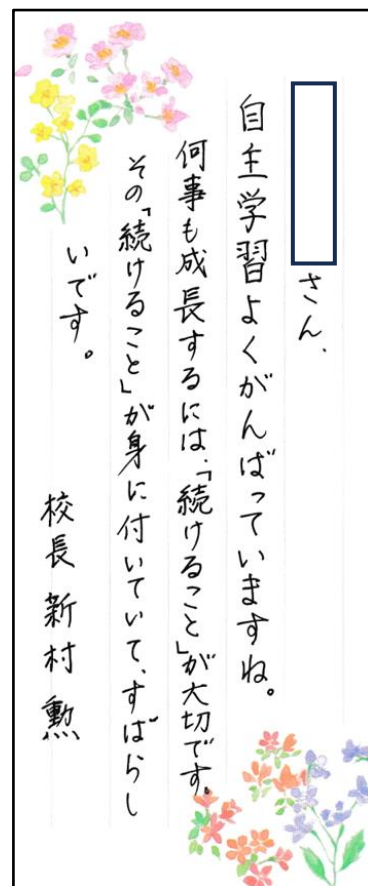 さん、
自主学習よくがんばっていますね。
何事も成長するには、「続けること」が大切です。
その「続けること」が身に付いていて、すばらし
いです。
校長 新村 勲